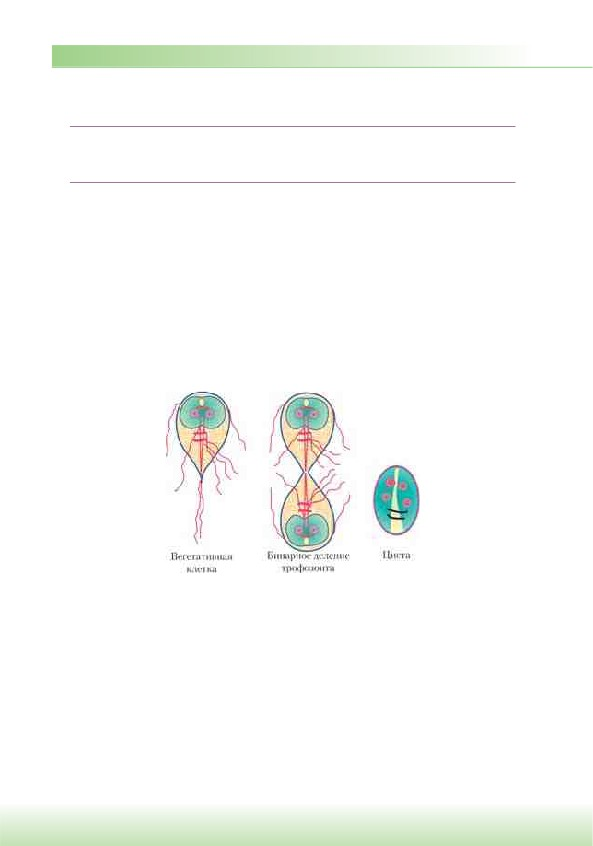 Вегетативная
клетка
Бинарное деление
трофозоита
Циста